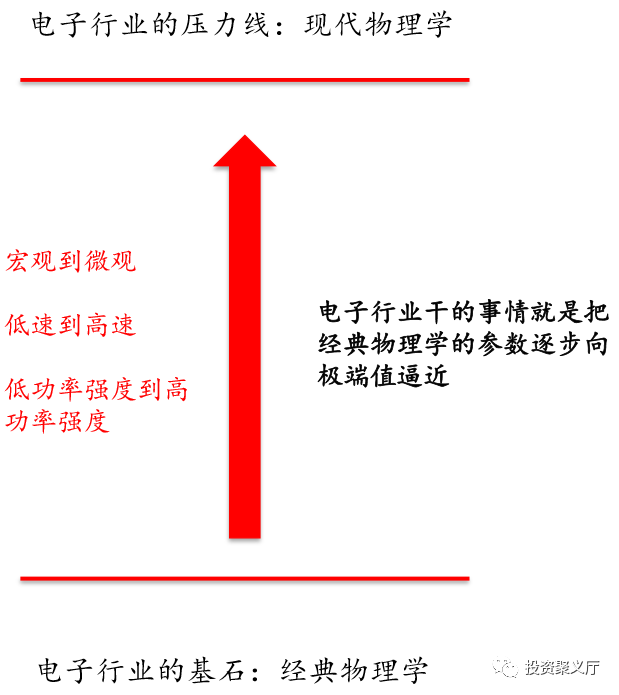 电子行业的压力线：现代物理学
宏观到微观
低速到高速
低功率强度到高
功率强度
电子行业干的事情就是把
经典物理学的参数逐步向
极端值逼近
电子行业的基石：经典物理学
投资聚义厅